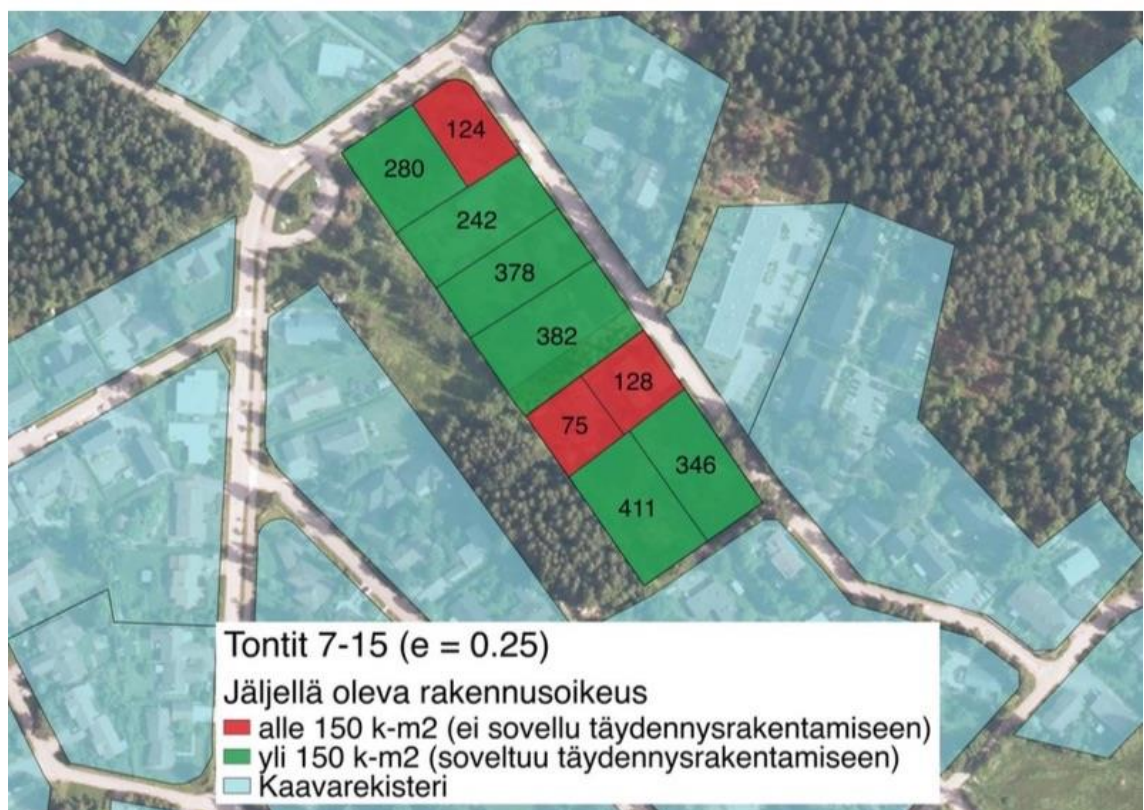 124
280
242
378
382
128
75
346
411
Tontit 7-15 (e = 0.25)
Jäljellä oleva rakennusoikeus
alle 150 k-m2 (ei sovellu täydennysrakentamiseen)
yli 150 k-m2 (soveltuu täydennysrakentamiseen)
Kaavarekisteri